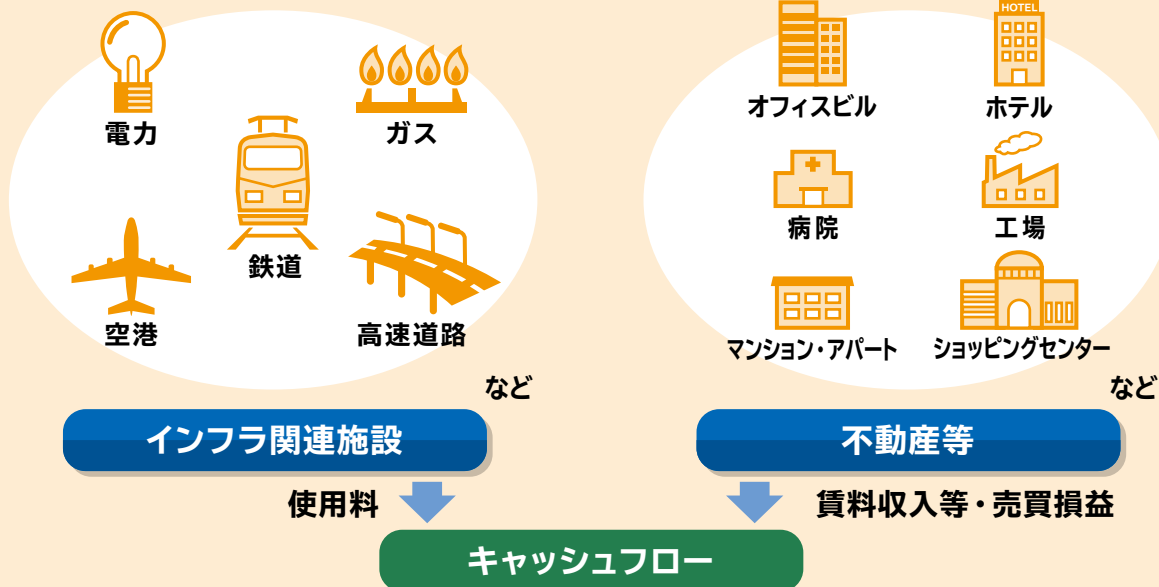 電力
ガス
鉄道
空港
高速道路
など
インフラ関連施設
使用料
オフィスビル
HOTEL
ホテル
病院
工場
マンション・アパート
ショッピングセンター
など
不動産等
賃料収入等・売買損益
キャッシュフロー